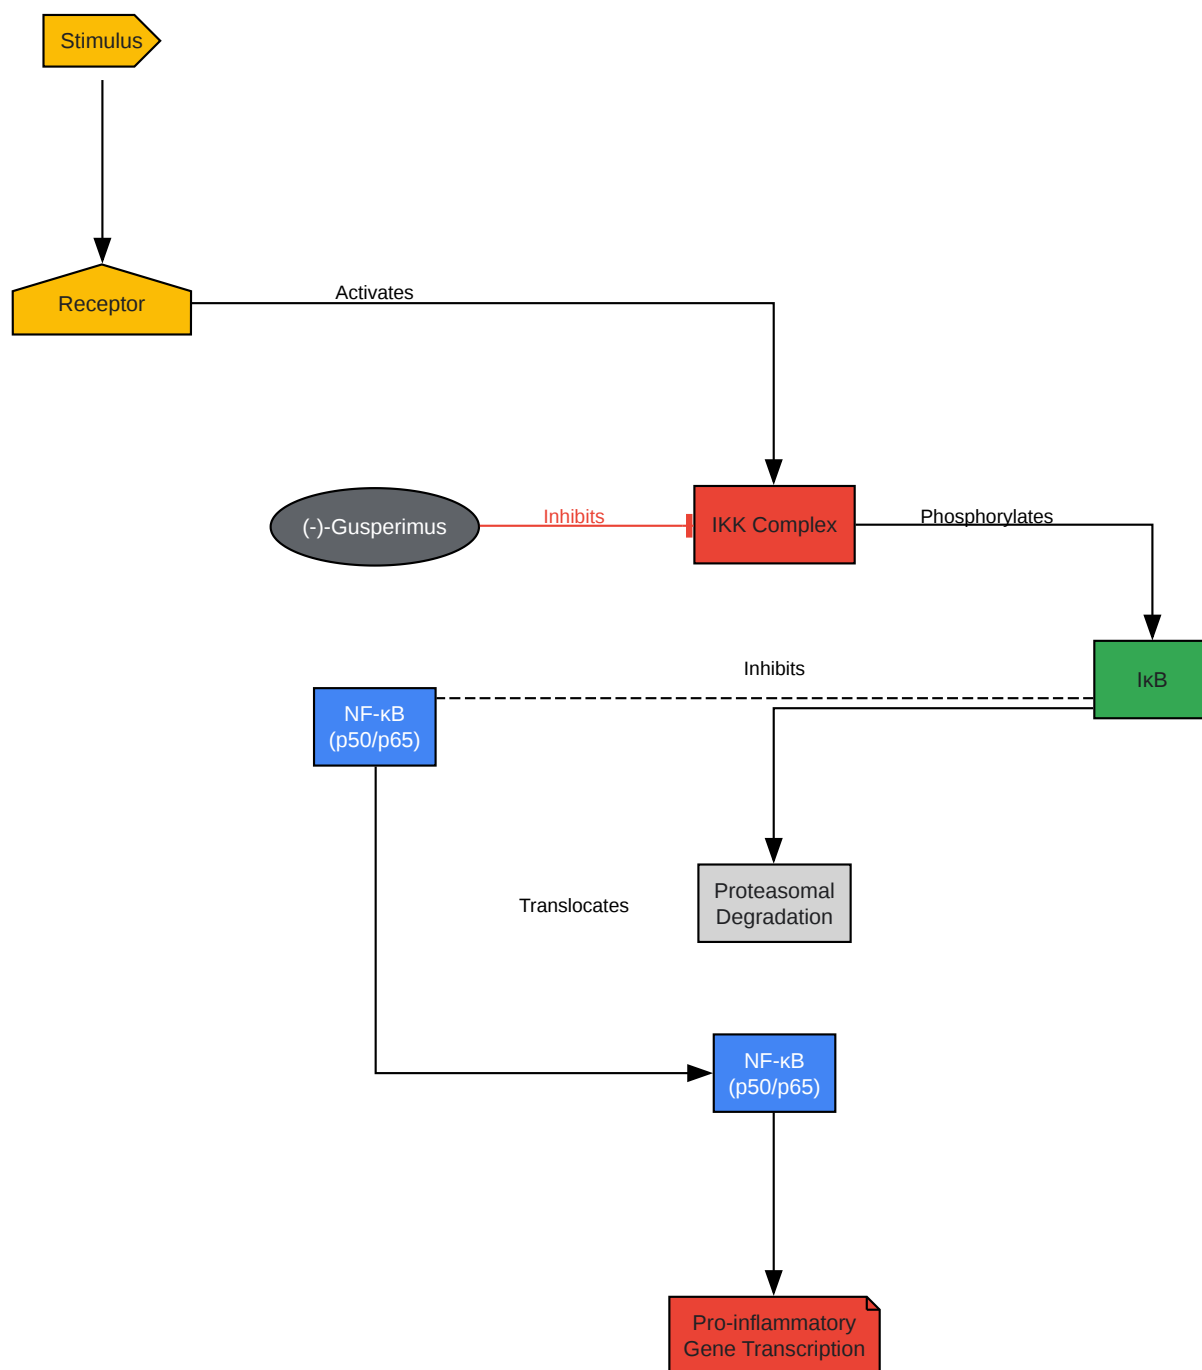 Stimulus
Receptor
Activates
(-)-Gusperimus
Inhibits
IKK Complex
Phosphorylates
IκB
Inhibits
NF-κB
(p50/p65)
Proteasomal
Degradation
Translocates
NF-κB
(p50/p65)
Pro-inflammatory
Gene Transcription